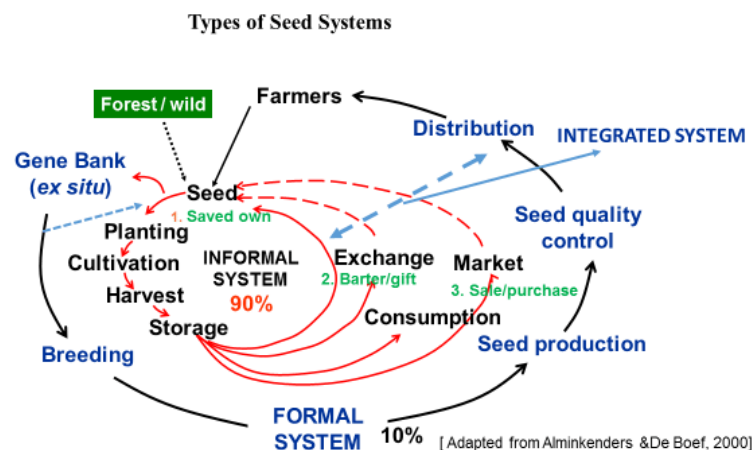 Types of Seed Systems
Forest / wild
Farmers
Distribution
INTEGRATED SYSTEM
Gene Bank
(ex situ)
Seed
1. Saved own
Planting
Seed quality
control
Cultivation
INFORMAL
SYSTEM
90%
Exchange
2. Barter/gift
Market
3. Sale/purchase
Harvest
Storage
Consumption
Breeding
Seed production
FORMAL
SYSTEM
10%
[ Adapted from Alminkenders &De Boef, 2000]